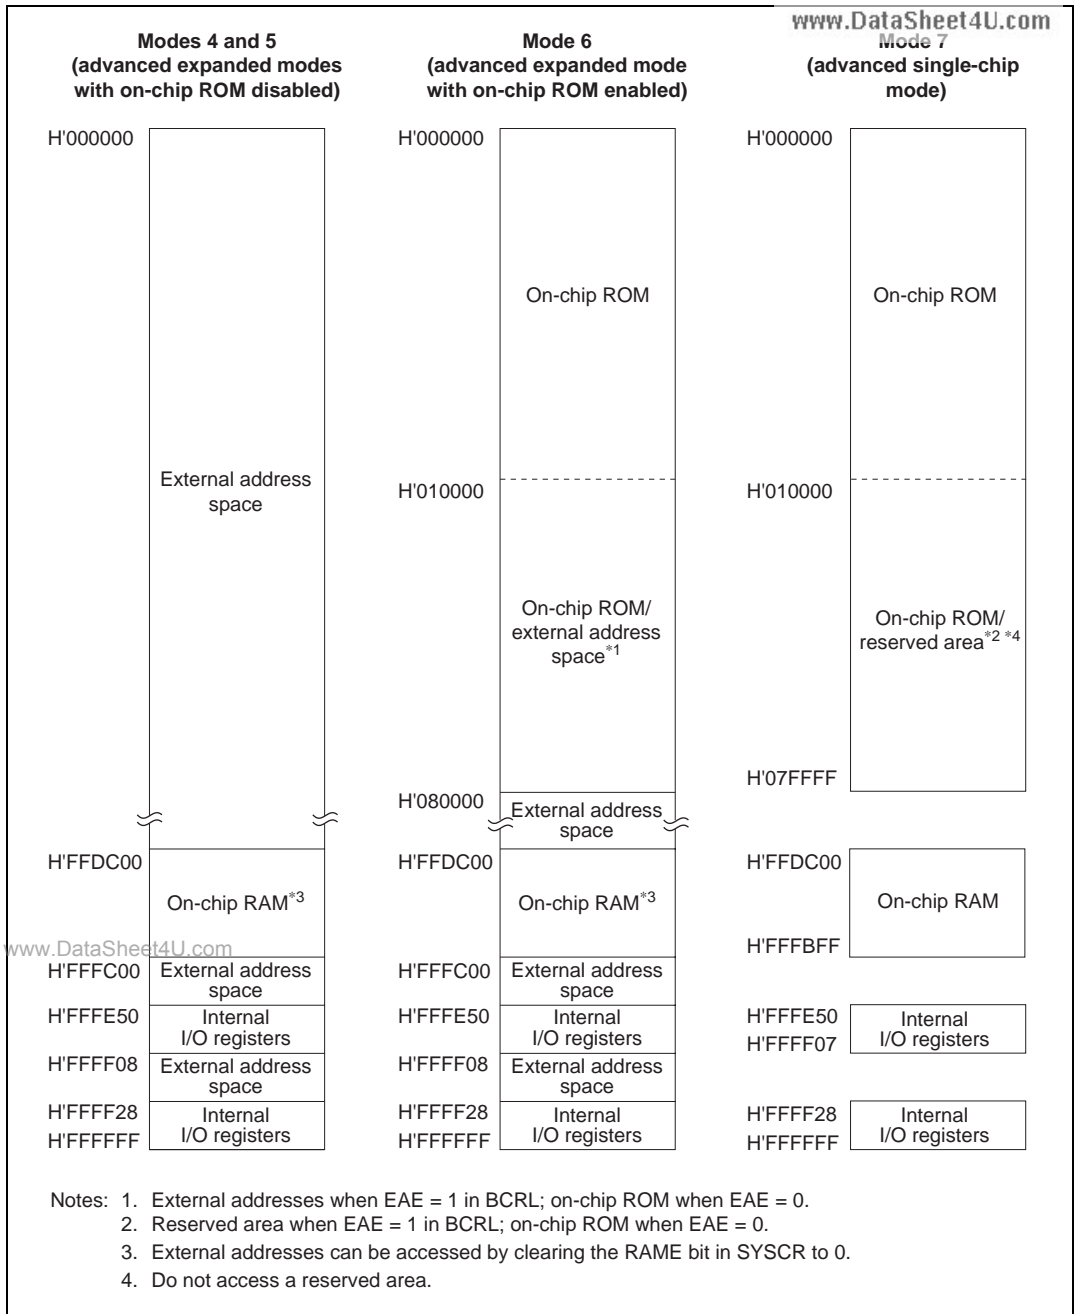 www.DataSheet4U.com
Modes 4 and 5
(advanced expanded modes
with on-chip ROM disabled)
H'000000
External address
space
H'FFDC00
On-chip RAM*3
www.DataSheet4U.com
H'FFFC00
External address
space
H'FFFE50
Internal
I/O registers
H'FFFF08
External address
space
H'FFFF28
Internal
I/O registers
H'FFFFFF
Mode 6
(advanced expanded mode
with on-chip ROM enabled)
H'000000
On-chip ROM
H'010000
On-chip ROM/
external address
space*1
H'080000
External address
space
H'FFDC00
On-chip RAM*3
H'FFFC00
External address
space
H'FFFE50
Internal
I/O registers
H'FFFF08
External address
space
H'FFFF28
Internal
I/O registers
H'FFFFFF
Mode 7
(advanced single-chip
mode)
H'000000
On-chip ROM
H'010000
On-chip ROM/
reserved area*2 *4
H'07FFFF
H'FFDC00
On-chip RAM
H'FFFBFF
H'FFFE50
Internal
I/O registers
H'FFFF07
H'FFFF28
Internal
I/O registers
H'FFFFFF
Notes: 1. External addresses when EAE = 1 in BCRL; on-chip ROM when EAE = 0.
2. Reserved area when EAE = 1 in BCRL; on-chip ROM when EAE = 0.
3. External addresses can be accessed by clearing the RAME bit in SYSCR to 0.
4. Do not access a reserved area.